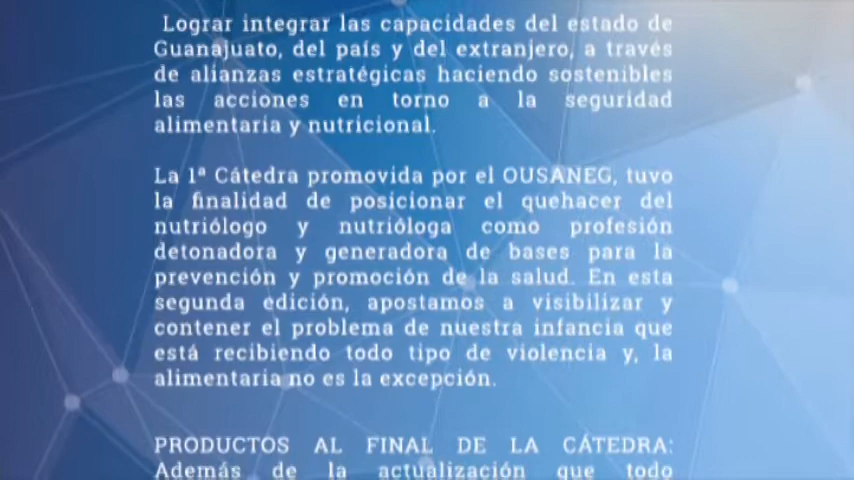 Lograr integrar las capacidades del estado de
Guanajuato, del país y del extranjero, a través
de alianzas estratégicas haciendo sostenibles
las acciones en torno a la seguridad
alimentaria y nutricional.
La 1ª Cátedra promovida por el OUSANEG, tuvo
la finalidad de posicionar el quehacer del
nutriólogo y nutrióloga como profesión
detonadora y generadora de bases para la
prevención y promoción de la salud. En esta
segunda edición, apostamos a visibilizar y
contener el problema de nuestra infancia que
está recibiendo todo tipo de violencia y, la
alimentaria no es la excepción.
PRODUCTOS AL FINAL DE LA CÁTEDRA:
Además de la actualización que todo